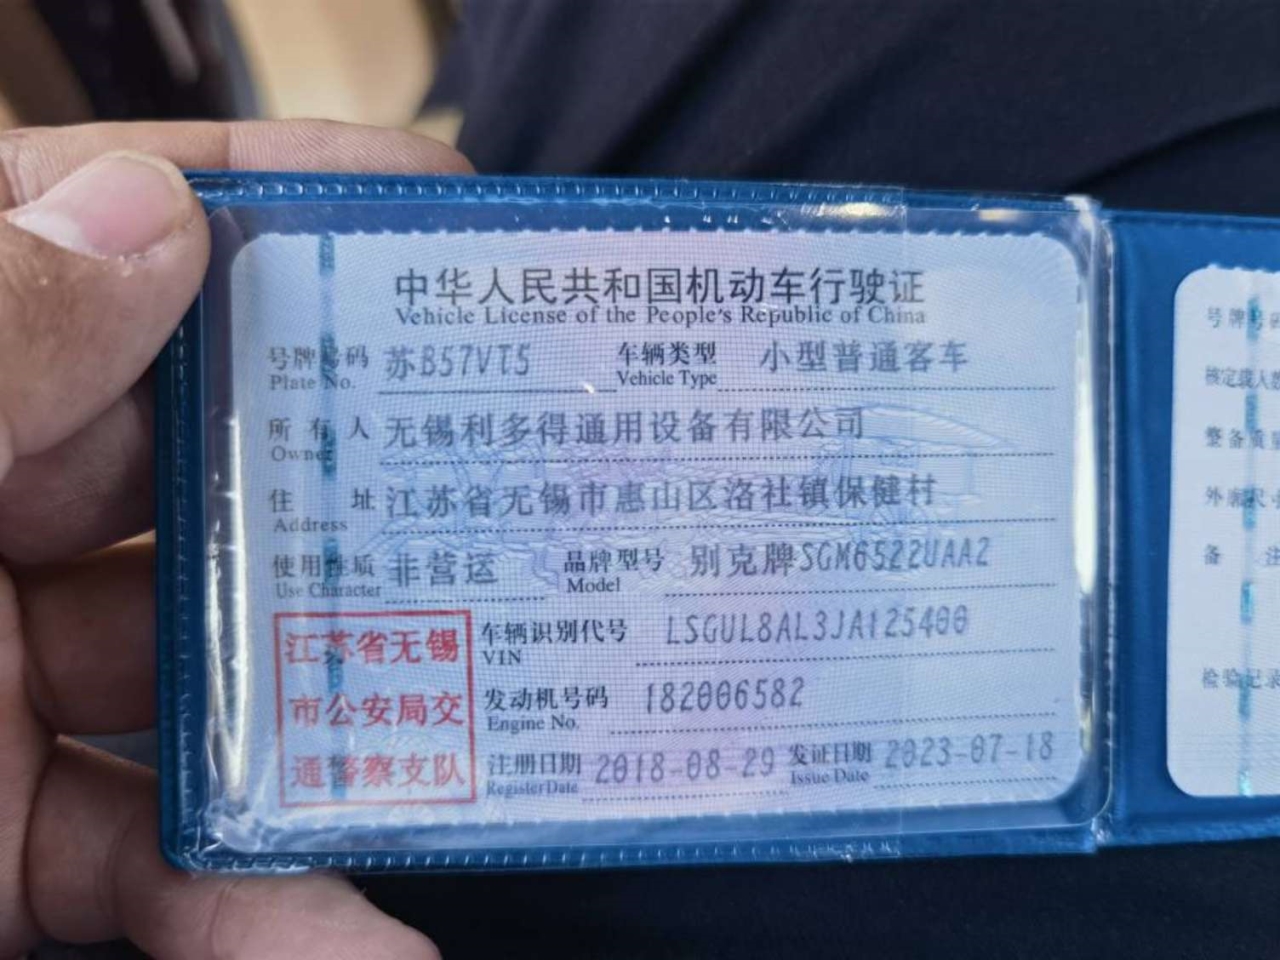 中华人民共和国机动车行驶证
Vehicle License of the People's Republic of China
号牌号码 苏B57VT5 车辆类型 小型普通客车
Plate No. Vehicle Type
所有人 无锡利多得通用设备有限公司
Owner
住址 江苏省无锡市惠山区洛社镇保健村
Address
使用性质 非营运 品牌型号 别克牌SGM6522UAA2
Use Character Model
江苏省无锡
市公安局交
通警察支队
车辆识别代号 LSGUL8AL3JA125400
VIN
发动机号码 182006582
Engine No.
注册日期 2018-08-29 发证日期 2023-07-18
Register Date Issue Date
号牌号码
核定载人数
整备质量
外廓尺寸
备注
检验记录